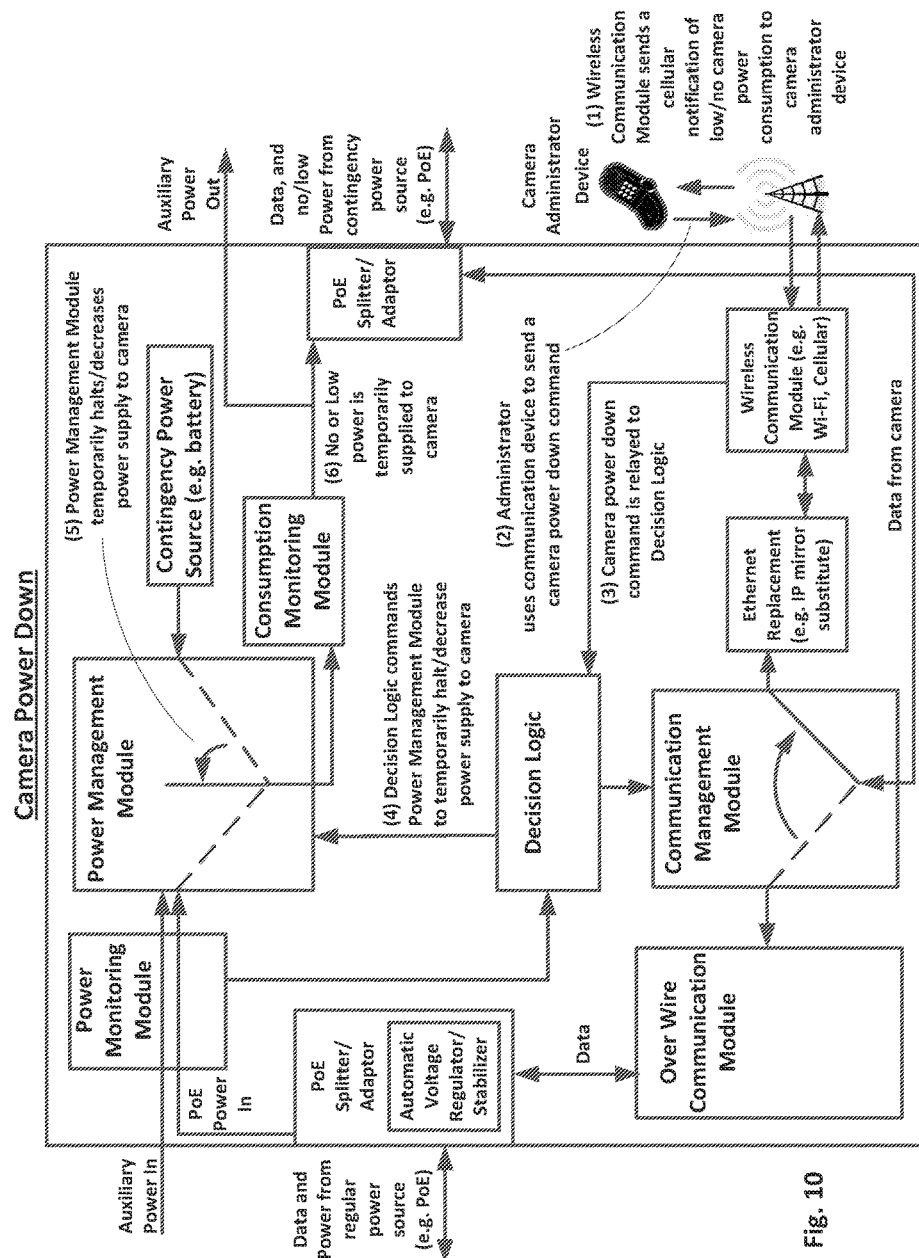 Camera Power Down
(5) Power Management Module
temporarily halts/decreases
power supply to camera
Auxiliary
Power
Out
Power Management
Module
Contingency Power
Source (e.g. battery)
Consumption
Monitoring
Module
(6) No or Low
power is
temporarily
supplied to
camera
PoE
Splitter/
Adaptor
Data, and
no/low
Power from
contingency
power
source
(e.g. PoE)
Auxiliary
Power In
PoE
Power
In
Power
Monitoring
Module
(4) Decision Logic commands
Power Management Module
to temporarily halt/decrease
power supply to camera
Decision Logic
(2) Administrator
uses communication device to send a
camera power down command
(3) Camera power down
command is relayed to
Decision Logic
Camera
Administrator
Device
(1) Wireless
Communication
Module sends a
cellular
notification of
low/no camera
power
consumption to
camera
administrator
device
Data and
Power from
regular
power
source
(e.g. PoE)
PoE
Splitter/
Adaptor
Automatic
Voltage
Regulator/
Stabilizer
Data
Over Wire
Communication
Module
Communication
Management
Module
Ethernet
Replacement
(e.g. IP mirror
substitute)
Wireless
Communication
Module (e.g.
Wi-Fi, Cellular)
Data from camera
Fig. 10